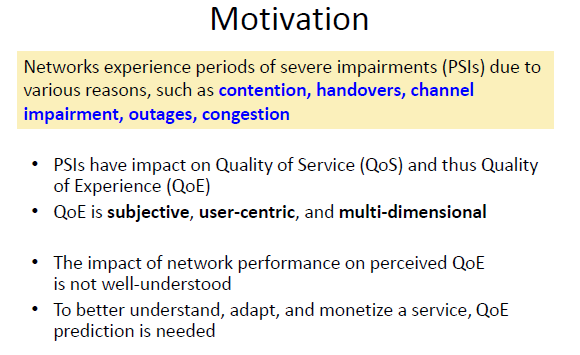 Motivation
Networks experience periods of severe impairments (PSIs) due to
various reasons, such as contention, handovers, channel
impairment, outages, congestion
• PSIs have impact on Quality of Service (QoS) and thus Quality
of Experience (QoE)
• QoE is subjective, user-centric, and multi-dimensional
• The impact of network performance on perceived QoE
is not well-understood
• To better understand, adapt, and monetize a service, QoE
prediction is needed